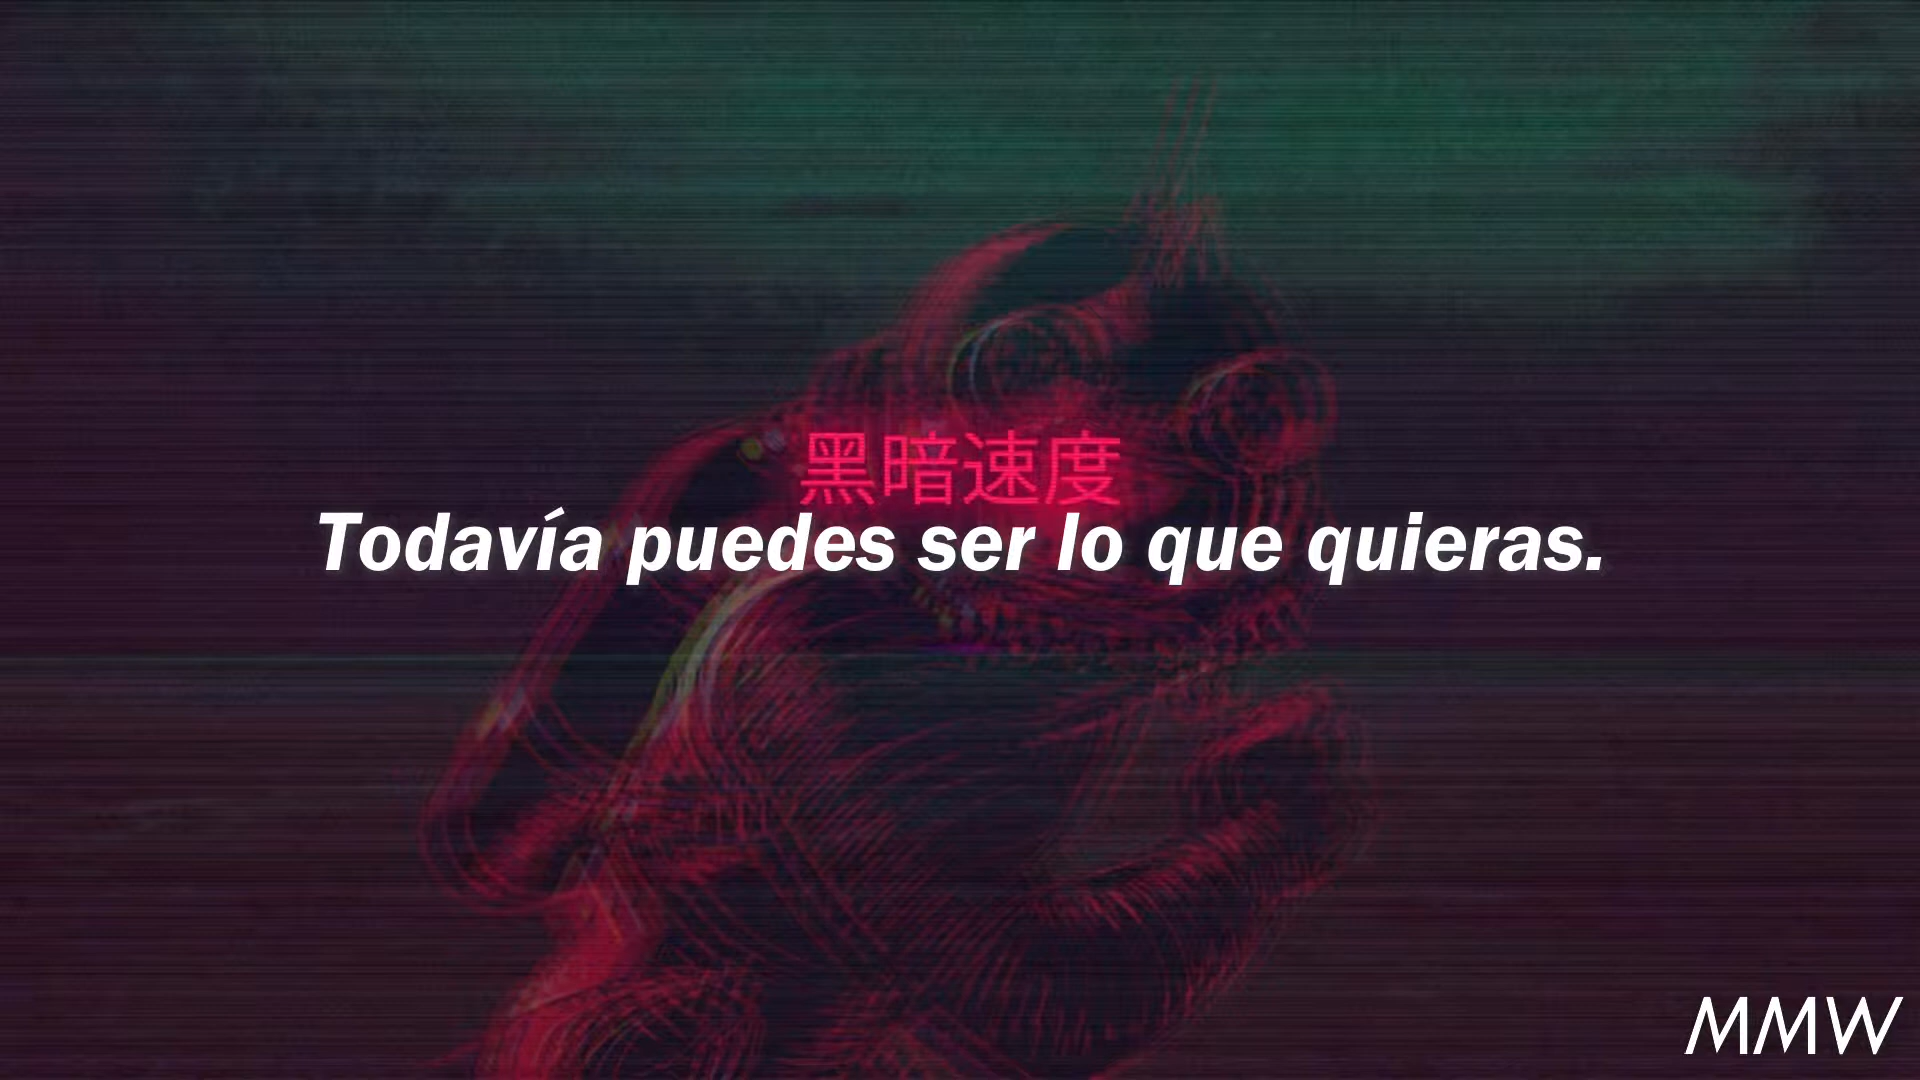 黑暗速度
Todavía puedes ser lo que quieras.
MMW